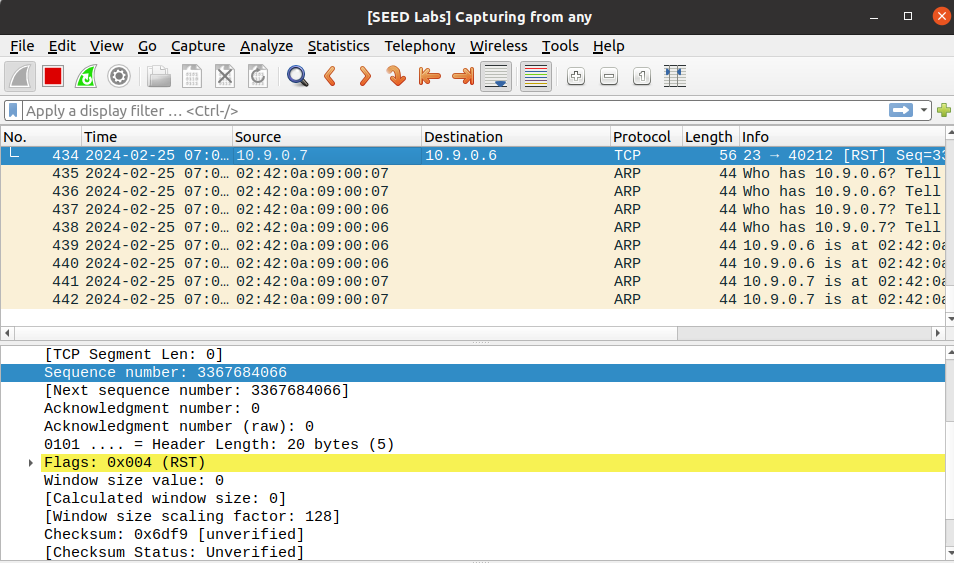 [SEED Labs] Capturing from any
File Edit View Go Capture Analyze Statistics Telephony Wireless Tools Help
Apply a display filter ... <Ctrl-/>
No. Time Source Destination Protocol Length Info
434 2024-02-25 07:0… 10.9.0.7 10.9.0.6 TCP 56 23 → 40212 [RST] Seq=33
435 2024-02-25 07:0… 02:42:0a:09:00:07 ARP 44 Who has 10.9.0.6? Tell
436 2024-02-25 07:0… 02:42:0a:09:00:07 ARP 44 Who has 10.9.0.6? Tell
437 2024-02-25 07:0… 02:42:0a:09:00:06 ARP 44 Who has 10.9.0.7? Tell
438 2024-02-25 07:0… 02:42:0a:09:00:06 ARP 44 Who has 10.9.0.7? Tell
439 2024-02-25 07:0… 02:42:0a:09:00:06 ARP 44 10.9.0.6 is at 02:42:0a
440 2024-02-25 07:0… 02:42:0a:09:00:06 ARP 44 10.9.0.6 is at 02:42:0a
441 2024-02-25 07:0… 02:42:0a:09:00:07 ARP 44 10.9.0.7 is at 02:42:0a
442 2024-02-25 07:0… 02:42:0a:09:00:07 ARP 44 10.9.0.7 is at 02:42:0a
[TCP Segment Len: 0]
Sequence number: 3367684066
[Next sequence number: 3367684066]
Acknowledgment number: 0
Acknowledgment number (raw): 0
0101 .... = Header Length: 20 bytes (5)
Flags: 0x004 (RST)
Window size value: 0
[Calculated window size: 0]
[Window size scaling factor: 128]
Checksum: 0x6df9 [unverified]
[Checksum Status: Unverified]